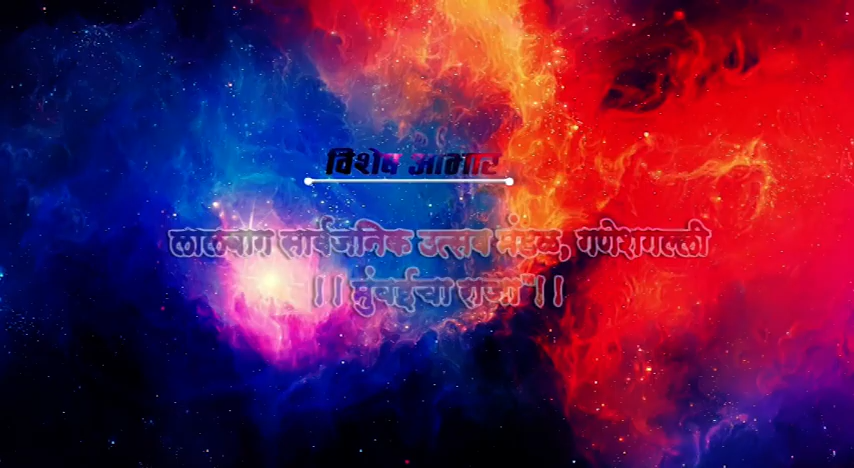 विशेष आभार
लालबाग सार्वजनिक उत्सव मंडळ, गणेशगल्ली
|| मुंबईचा राजा"||